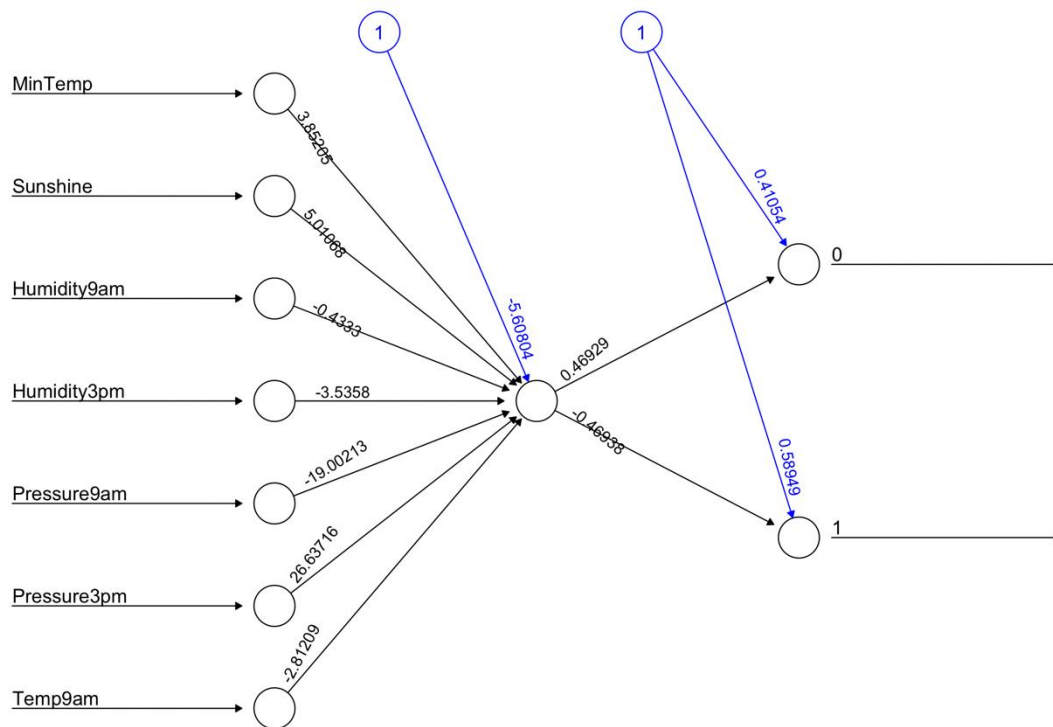 1
1
MinTemp
3.85205
Sunshine
5.01068
Humidity9am
-0.4333
Humidity3pm
-3.5358
Pressure9am
-19.00213
Pressure3pm
26.63716
Temp9am
-2.81209
-5.60804
0.46929
-0.46938
0.41054
0.58949
0
1